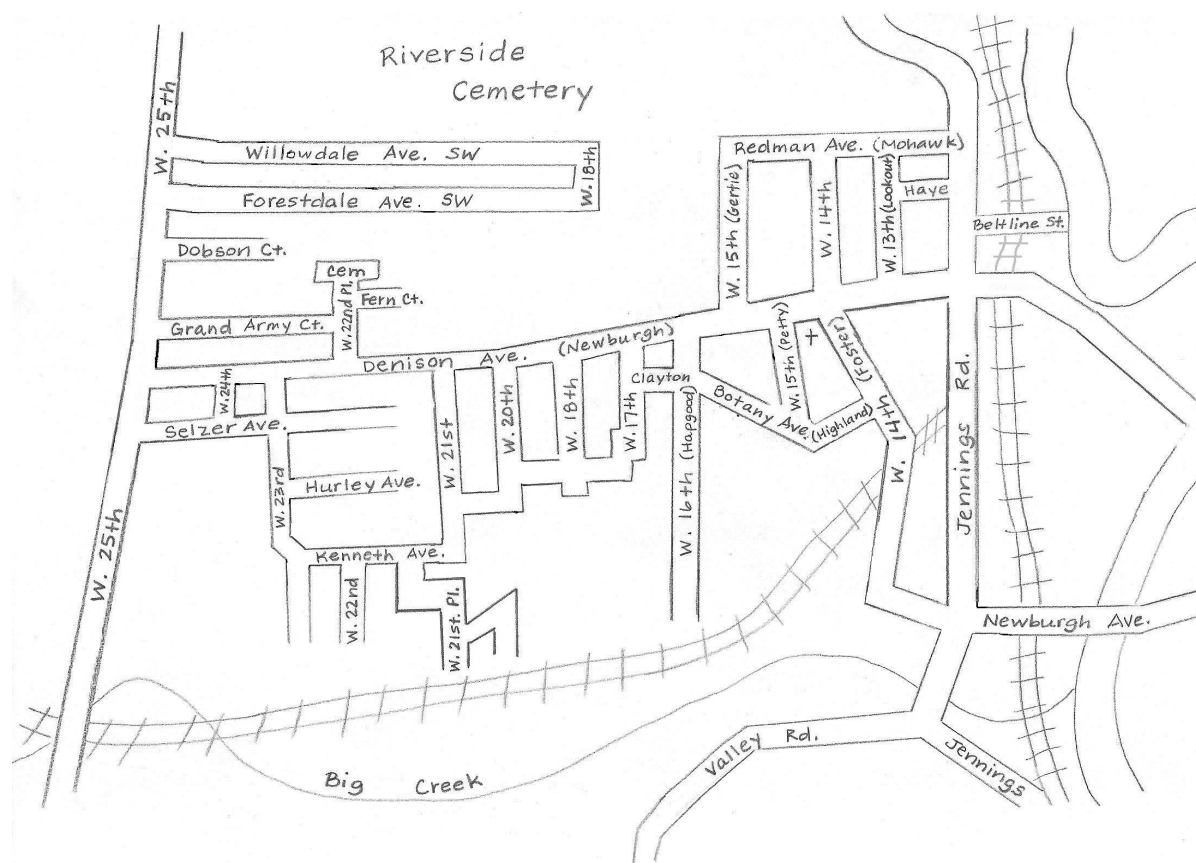 Riverside
Cemetery
W. 25th
Willowdale Ave. SW
W. 18th
Forestdale Ave. SW
Redman Ave. (Mohawk)
W. 15th (Gertie)
W. 14th
W. 13th (Lookout)
Haye
Beltline St.
Dobson Ct.
Cem
W. 22nd Pl.
Fern Ct.
Grand Army Ct.
Denison Ave. (Newburgh)
W. 24th
Selzer Ave.
W. 21st
W. 20th
W. 18th
W. 17th
Clayton
W. 16th (Hapgood)
Botany Ave. (Highland)
W. 15th (Petty)
W. 14th (Foster)
Jennings Rd.
W. 23rd
Hurley Ave.
Kenneth Ave.
W. 22nd
W. 21st. Pl.
W. 25th
Newburgh Ave.
Valley Rd.
Jennings
Big Creek